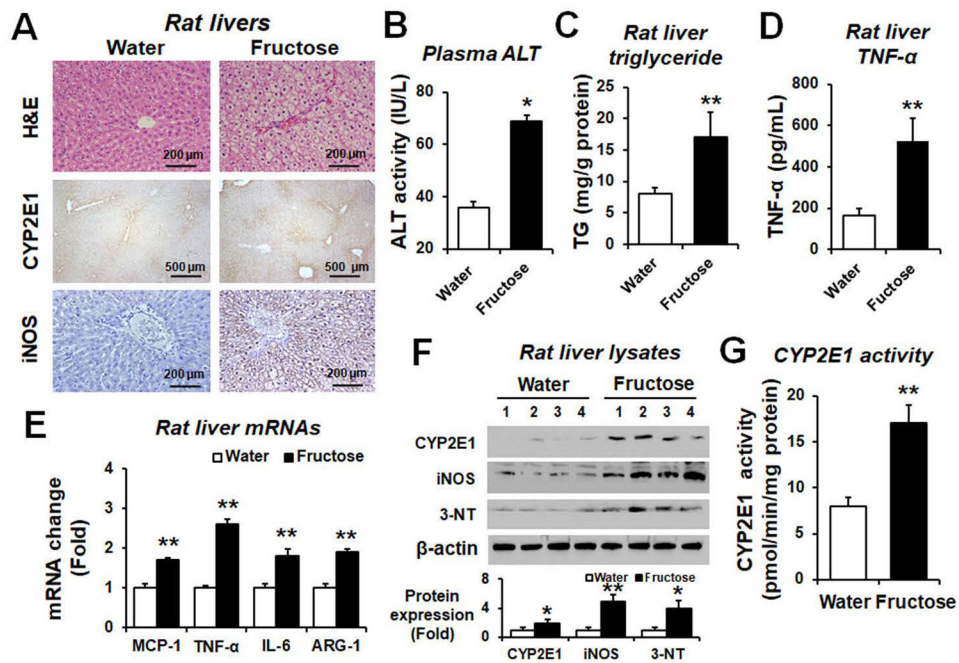 A
Rat livers
Water Fructose
H&E
200 µm 200 µm
CYP2E1
500 µm 500 µm
iNOS
200 µm 200 µm
B
Plasma ALT
ALT activity (IU/L)
80
60
40
20
*
Water Fructose
C
Rat liver
triglyceride
TG (mg/g protein)
25
20
15
10
5
0
**
Water Fructose
D
Rat liver
TNF-α
TNF-α (pg/mL)
800
600
400
200
0
**
Water Fuctose
E
Rat liver mRNAs
Water Fructose
mRNA change
(Fold)
4
3
2
1
0
** ** ** **
MCP-1 TNF-α IL-6 ARG-1
F
Rat liver lysates
Water Fructose
1 2 3 4 1 2 3 4
CYP2E1
iNOS
3-NT
β-actin
Water Fructose
Protein
expression
(Fold)
8
4
0
* ** *
CYP2E1 iNOS 3-NT
G
CYP2E1 activity
CYP2E1 activity
(pmol/min/mg protein)
20
15
10
5
0
**
Water Fructose